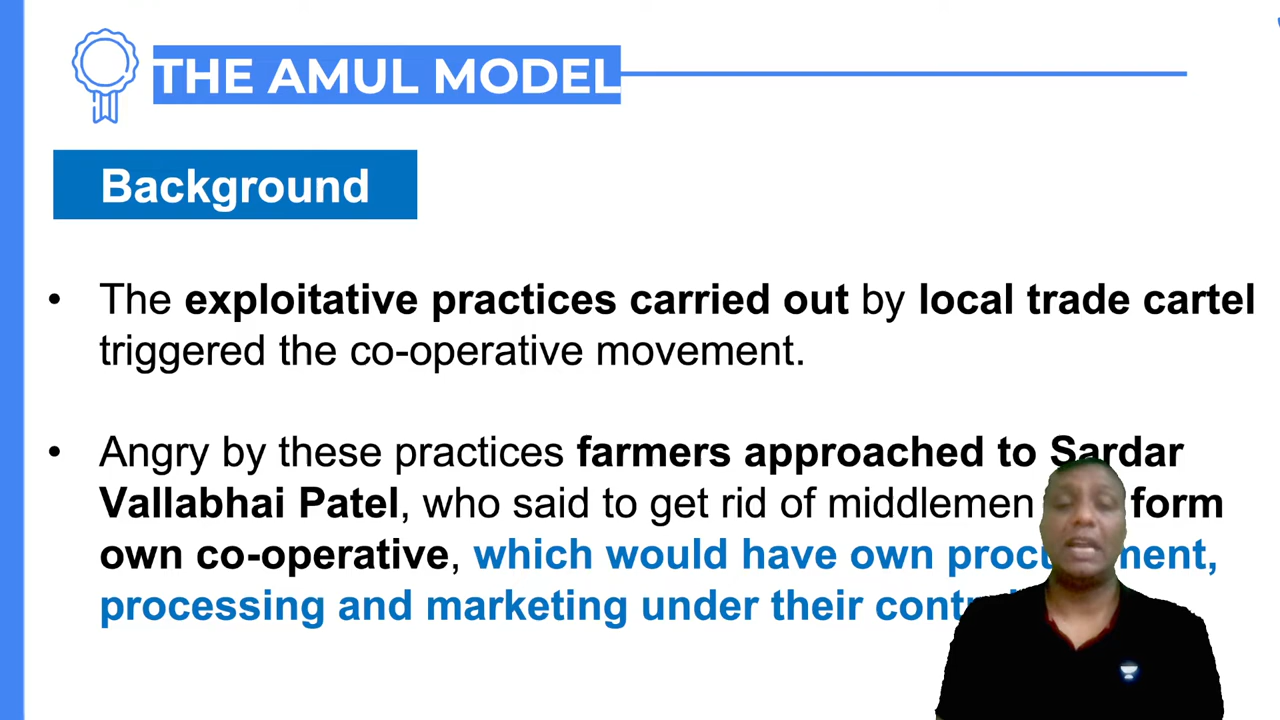 THE AMUL MODEL
Background
• The exploitative practices carried out by local trade cartel
triggered the co-operative movement.
• Angry by these practices farmers approached to Sardar
Vallabhai Patel, who said to get rid of middlemen form
own co-operative, which would have own procurement,
processing and marketing under their